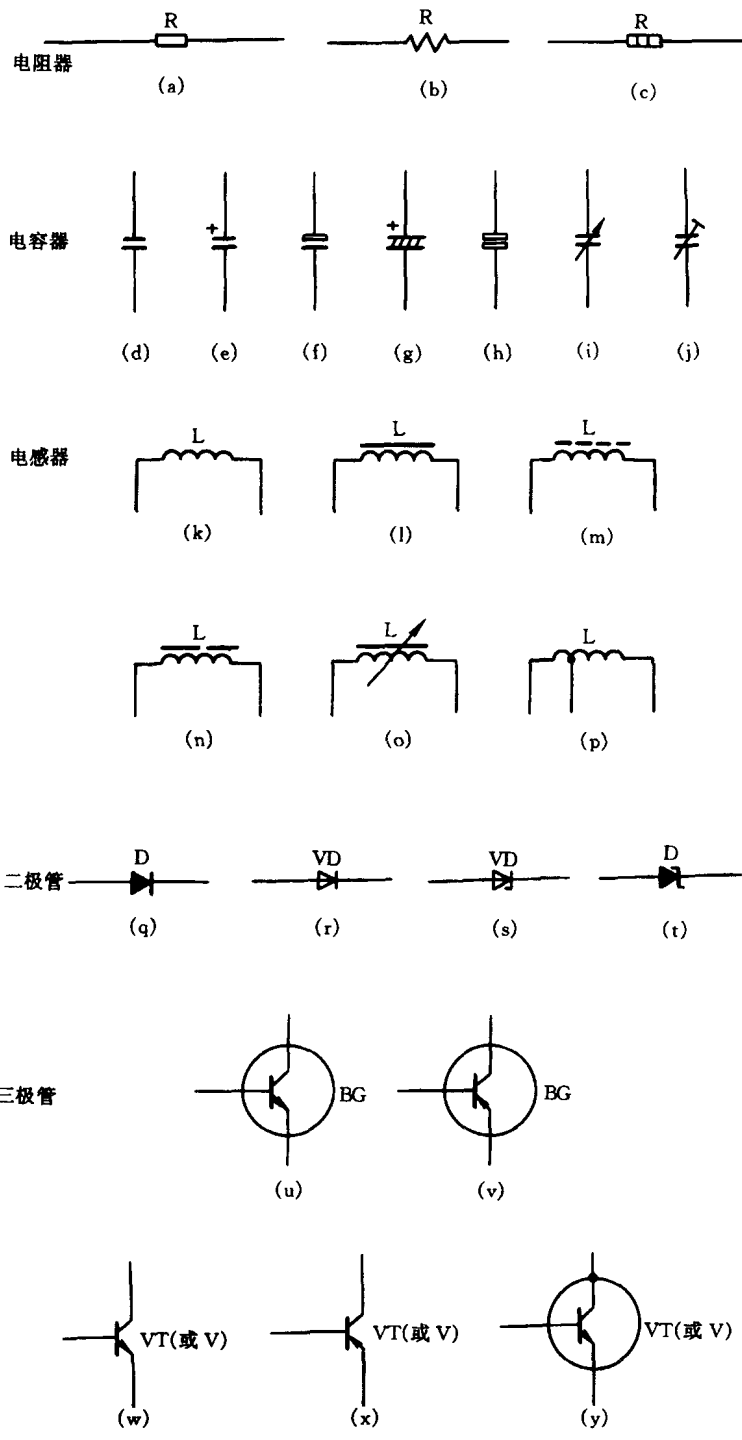 R R R
电阻器
(a) (b) (c)
+ +
电容器
(d) (e) (f) (g) (h) (i) (j)
L L L
电感器
(k) (l) (m)
L L L
(n) (o) (p)
D VD VD D
二极管
(q) (r) (s) (t)
三极管 BG BG
(u) (v)
VT(或 V) VT(或 V) VT(或 V)
(w) (x) (y)